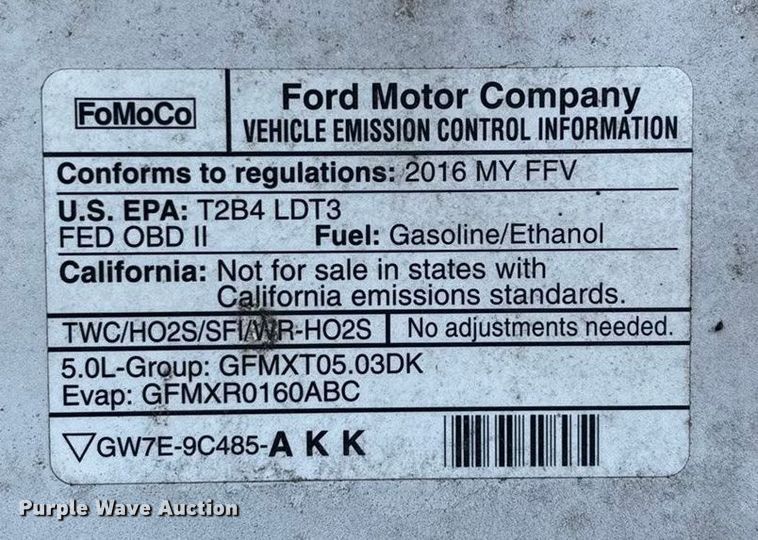 FoMoCo
Ford Motor Company
VEHICLE EMISSION CONTROL INFORMATION
Conforms to regulations: 2016 MY FFV
U.S. EPA: T2B4 LDT3
FED OBD II Fuel: Gasoline/Ethanol
California: Not for sale in states with
California emissions standards.
TWC/HO2S/SFI/WR-HO2S No adjustments needed.
5.0L-Group: GFMXT05.03DK
Evap: GFMXR0160ABC
GW7E-9C485-A K K
Purple Wave Auction